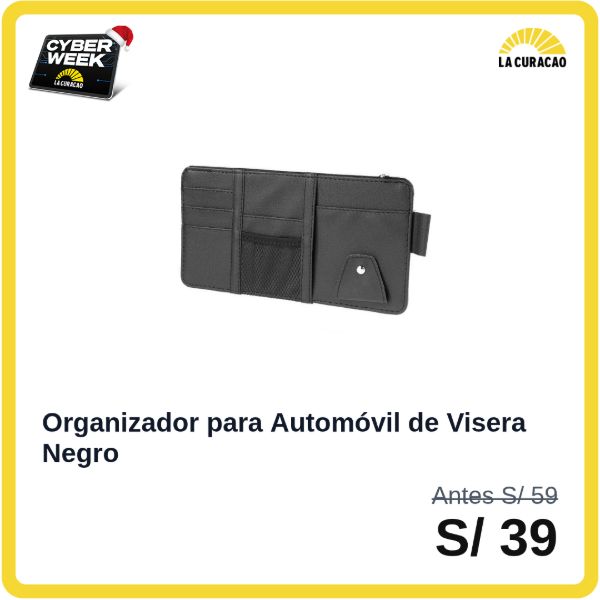 CYBER
WEEK
LA CURACAO
LA CURACAO
Organizador para Automóvil de Visera
Negro
Antes S/ 59
S/ 39